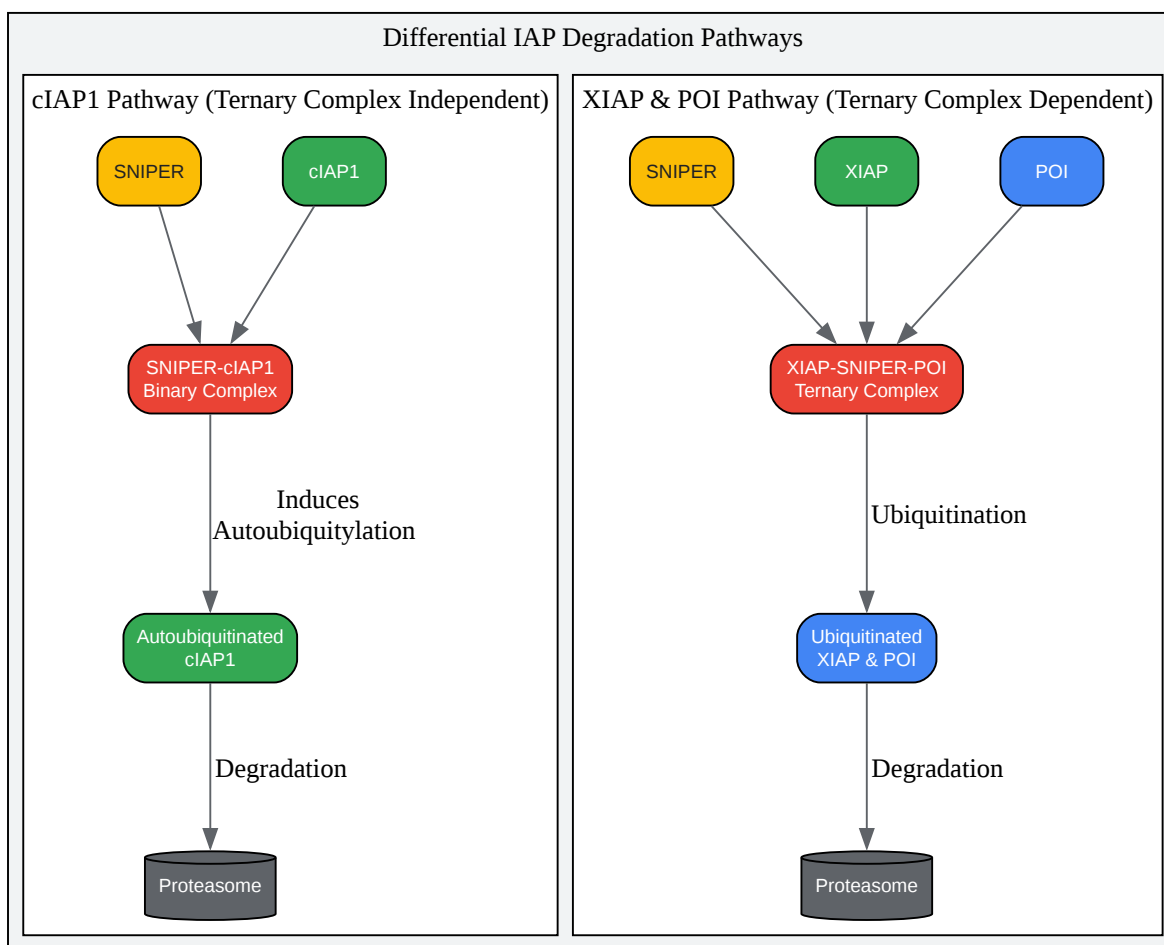 Differential IAP Degradation Pathways
cIAP1 Pathway (Ternary Complex Independent)
SNIPER
cIAP1
SNIPER-cIAP1
Binary Complex
Induces
Autoubiquitylation
Autoubiquitinated
cIAP1
Degradation
Proteasome
XIAP & POI Pathway (Ternary Complex Dependent)
SNIPER
XIAP
POI
XIAP-SNIPER-POI
Ternary Complex
Ubiquitination
Ubiquitinated
XIAP & POI
Degradation
Proteasome